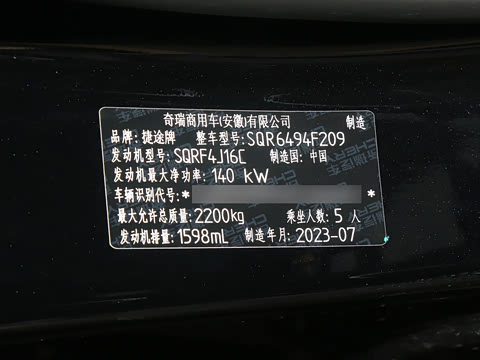 奇瑞商用车(安徽)有限公司 制造
品牌: 捷途牌 整车型号: SQR6494F209
发动机型号: SQRF4J16C 制造国: 中国
发动机最大净功率: 140 kW
车辆识别代号: * *
最大允许总质量: 2200kg 乘坐人数: 5 人
发动机排量: 1598mL 制造年月: 2023-07